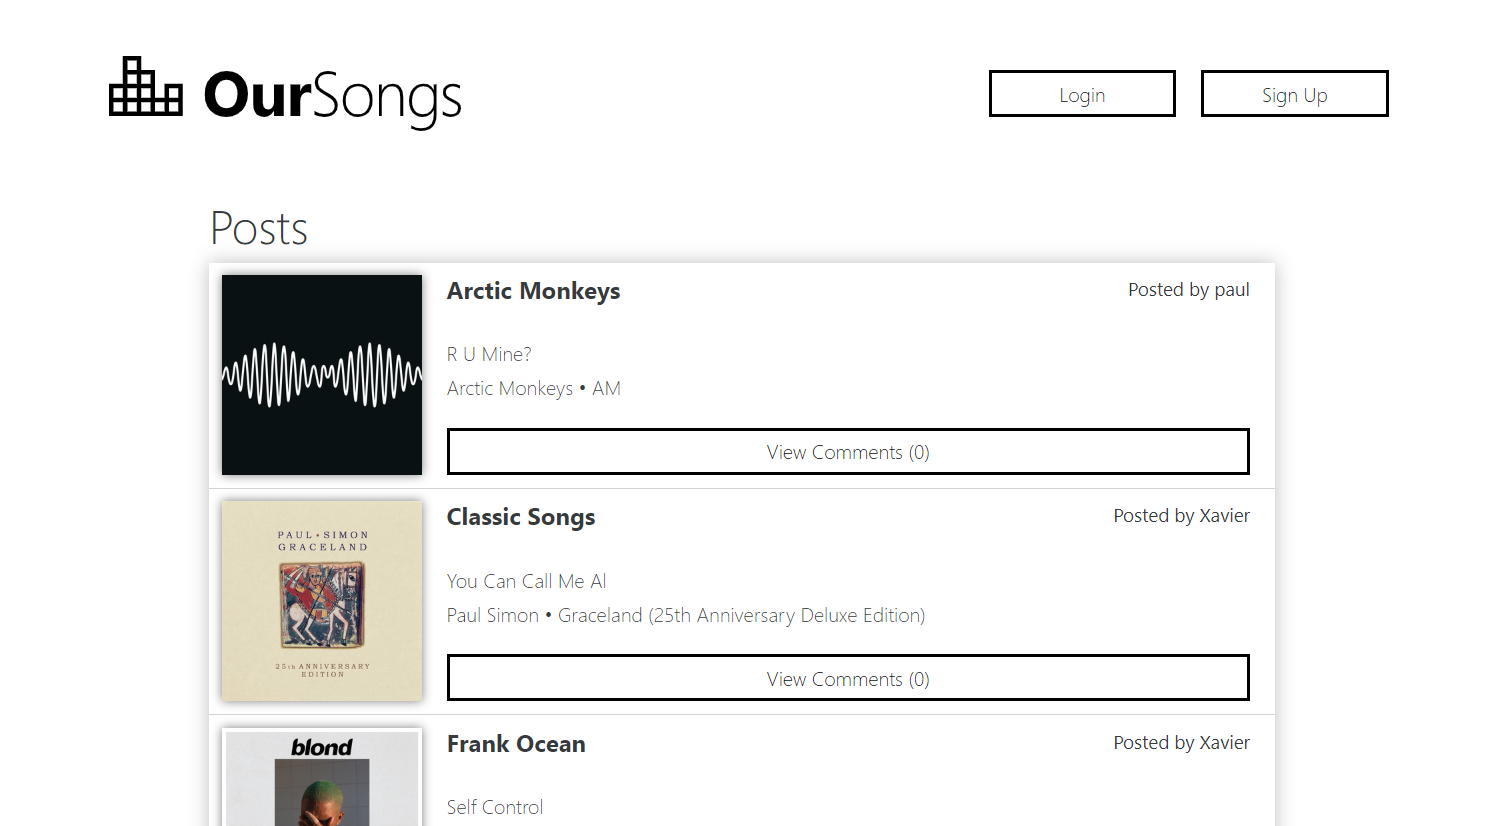 OurSongs
Login
Sign Up
Posts
Arctic Monkeys
Posted by paul
R U Mine?
Arctic Monkeys • AM
View Comments (0)
PAUL • SIMON
GRACELAND
25th ANNIVERSARY
EDITION
Classic Songs
Posted by Xavier
You Can Call Me Al
Paul Simon • Graceland (25th Anniversary Deluxe Edition)
View Comments (0)
blond
Frank Ocean
Posted by Xavier
Self Control